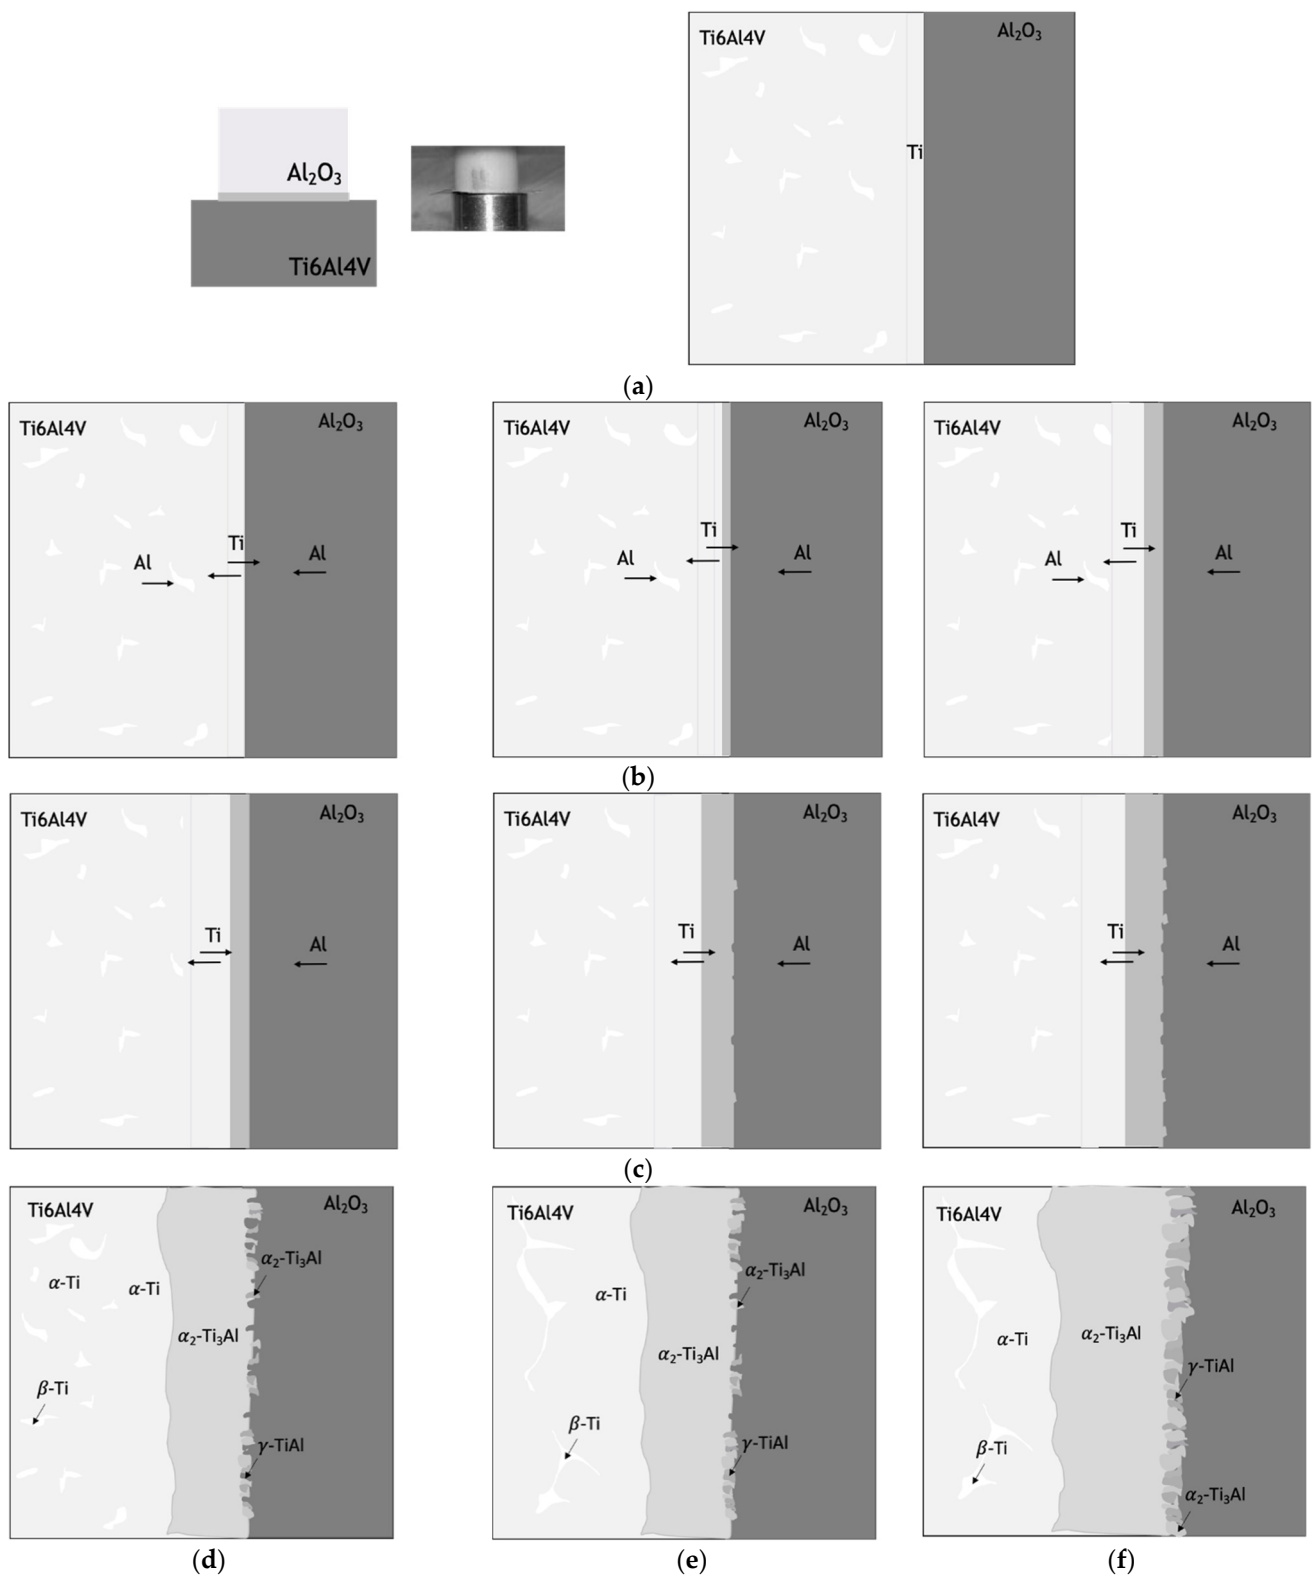 Al₂O₃
Ti6Al4V
Ti6Al4V
Al₂O₃
Ti
(a)
Ti6Al4V
Al₂O₃
Ti
Al
Al
Ti6Al4V
Al₂O₃
Ti
Al
Al
Ti6Al4V
Al₂O₃
Ti
Al
Al
(b)
Ti6Al4V
Al₂O₃
Ti
Al
Ti6Al4V
Al₂O₃
Ti
Al
Ti6Al4V
Al₂O₃
Ti
Al
(c)
Ti6Al4V
Al₂O₃
α₂-Ti₃Al
α-Ti
α-Ti
α₂-Ti₃Al
β-Ti
γ-TiAl
(d)
Ti6Al4V
Al₂O₃
α₂-Ti₃Al
α-Ti
α₂-Ti₃Al
β-Ti
γ-TiAl
(e)
Ti6Al4V
Al₂O₃
α-Ti
α₂-Ti₃Al
γ-TiAl
β-Ti
α₂-Ti₃Al
(f)